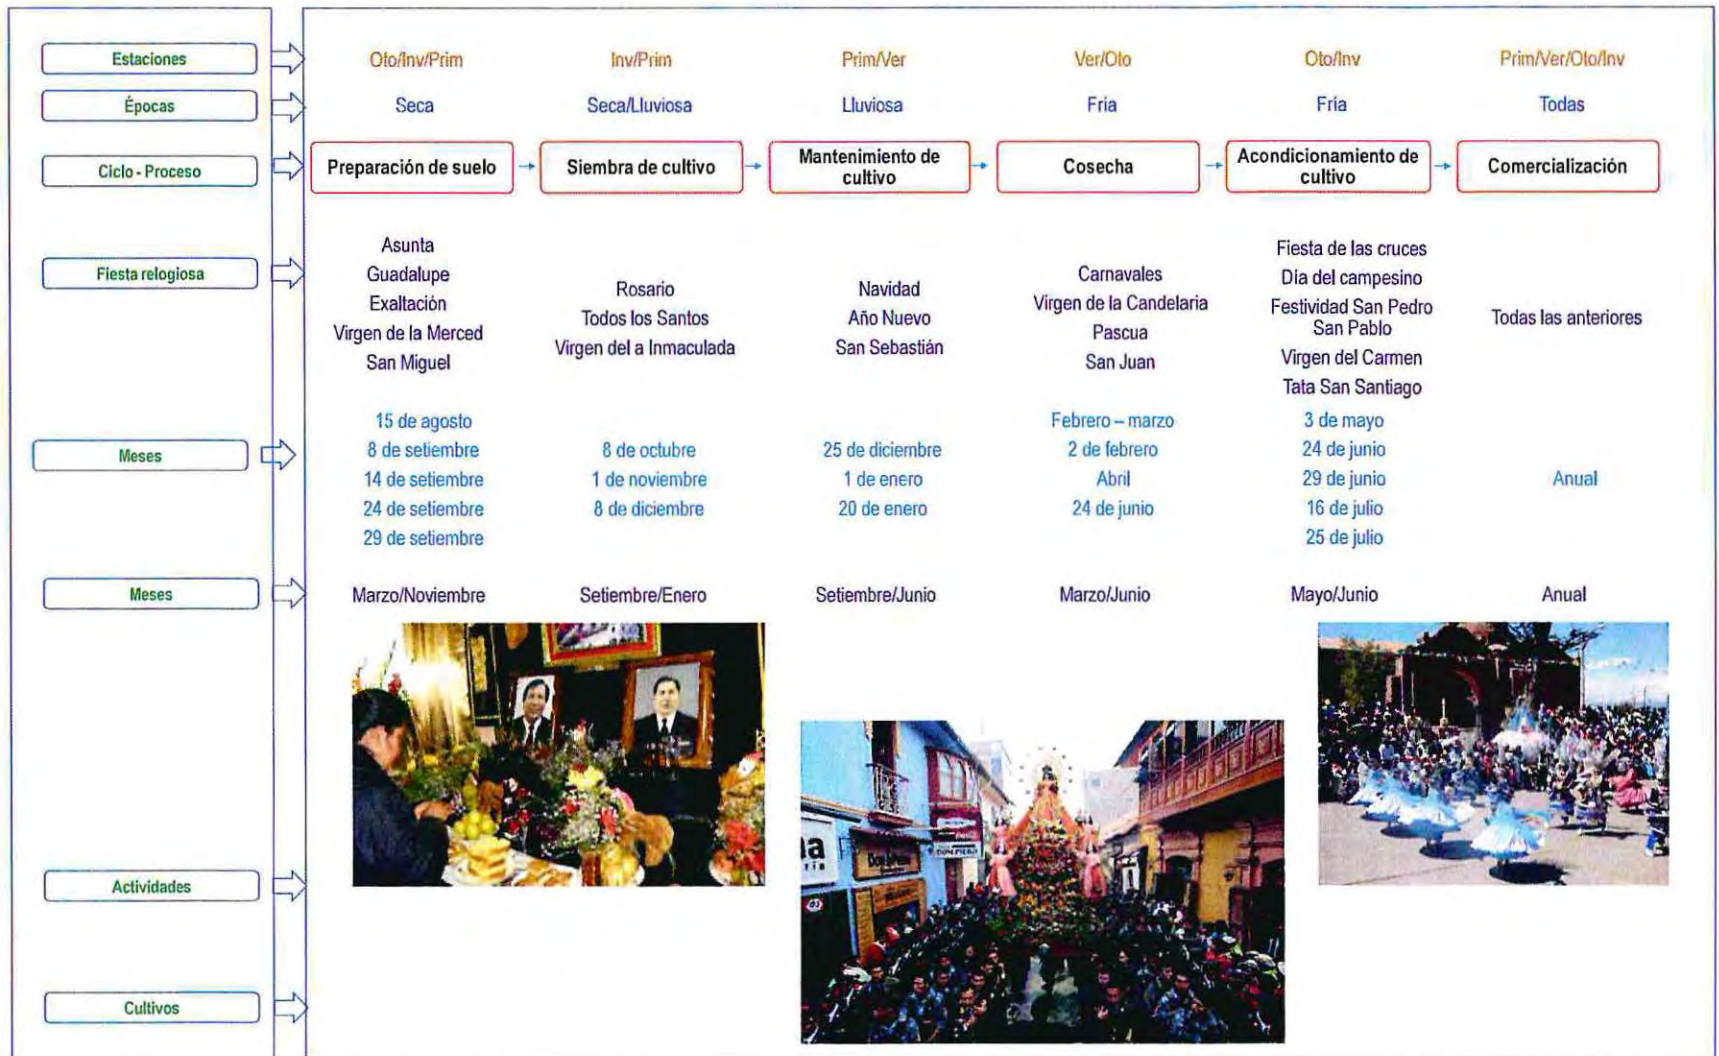 Estaciones
Oto/Inv/Prim
Inv/Prim
Prim/Ver
Ver/Oto
Oto/Inv
Prim/Ver/Oto/Inv
Épocas
Seca
Seca/Lluviosa
Lluviosa
Fría
Fría
Todas
Ciclo - Proceso
Preparación de suelo
Siembra de cultivo
Mantenimiento de
cultivo
Cosecha
Acondicionamiento de
cultivo
Comercialización
Fiesta relogiosa
Asunta
Guadalupe
Exaltación
Virgen de la Merced
San Miguel
Rosario
Todos los Santos
Virgen del a Inmaculada
Navidad
Año Nuevo
San Sebastián
Carnavales
Virgen de la Candelaria
Pascua
San Juan
Fiesta de las cruces
Día del campesino
Festividad San Pedro
San Pablo
Virgen del Carmen
Tata San Santiago
Todas las anteriores
Meses
15 de agosto
8 de setiembre
14 de setiembre
24 de setiembre
29 de setiembre
8 de octubre
1 de noviembre
8 de diciembre
25 de diciembre
1 de enero
20 de enero
Febrero – marzo
2 de febrero
Abril
24 de junio
3 de mayo
24 de junio
29 de junio
16 de julio
25 de julio
Anual
Meses
Marzo/Noviembre
Setiembre/Enero
Setiembre/Junio
Marzo/Junio
Mayo/Junio
Anual
Actividades
Cultivos